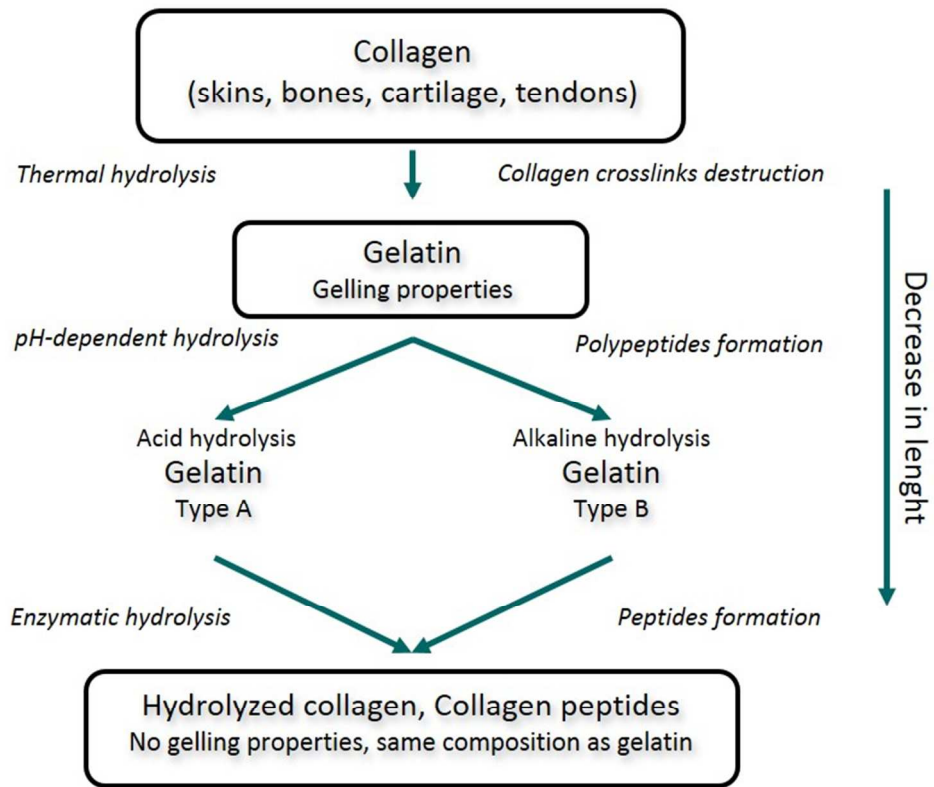 Collagen
(skins, bones, cartilage, tendons)
Thermal hydrolysis
Collagen crosslinks destruction
Gelatin
Gelling properties
pH-dependent hydrolysis
Polypeptides formation
Acid hydrolysis
Gelatin
Type A
Alkaline hydrolysis
Gelatin
Type B
Enzymatic hydrolysis
Peptides formation
Hydrolyzed collagen, Collagen peptides
No gelling properties, same composition as gelatin
Decrease in lenght